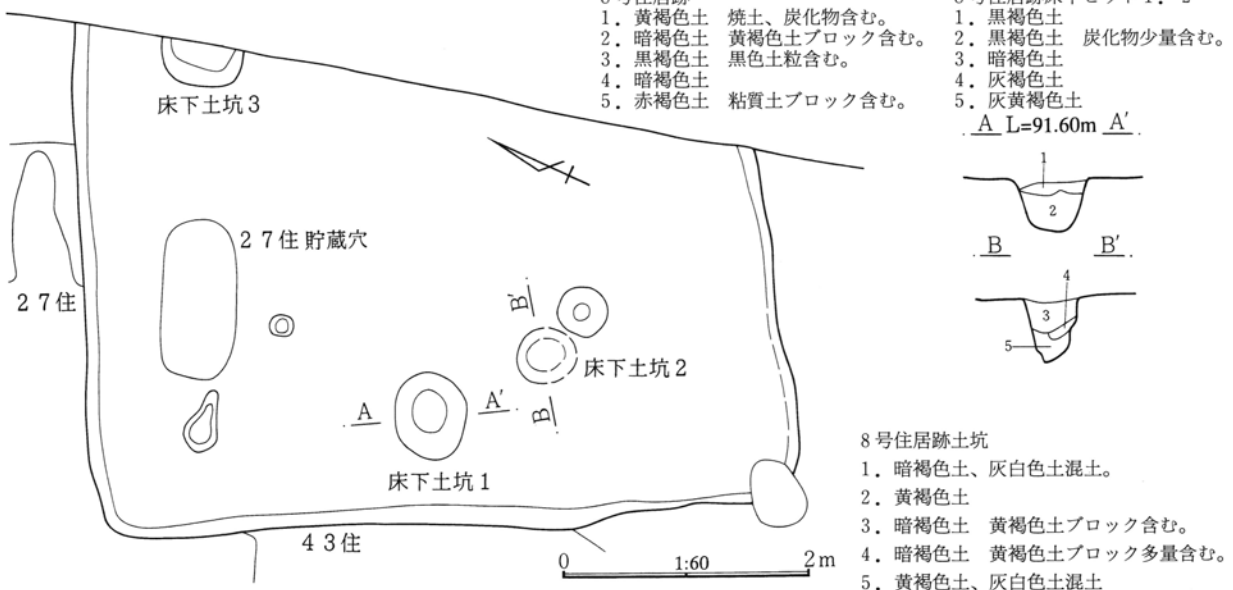 8号住居跡
1．黄褐色土　焼土、炭化物含む。
2．暗褐色土　黄褐色土ブロック含む。
3．黒褐色土　黒色土粒含む。
4．暗褐色土
5．赤褐色土　粘質土ブロック含む。
1．黒褐色土
2．黒褐色土　炭化物少量含む。
3．暗褐色土
4．灰褐色土
5．灰黄褐色土
A L=91.60m A′
1
2
B B′
4
3
5
床下土坑3
27住 貯蔵穴
27住
B′
床下土坑2
A A′
B
床下土坑1
43住
0 1:60 2m
8号住居跡土坑
1．暗褐色土、灰白色土混土。
2．黄褐色土
3．暗褐色土　黄褐色土ブロック含む。
4．暗褐色土　黄褐色土ブロック多量含む。
5．黄褐色土、灰白色土混土